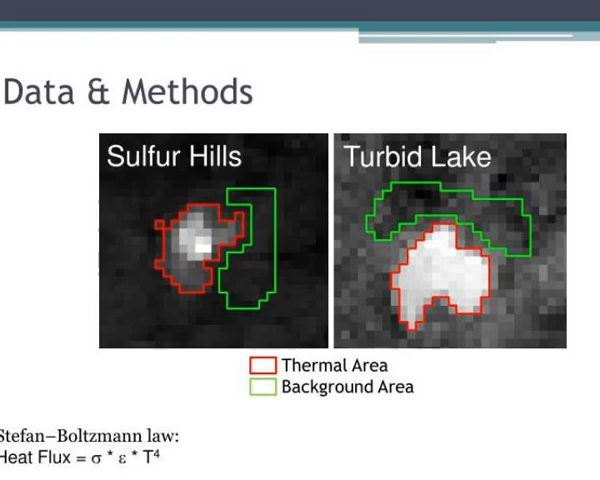 Data & Methods
Sulfur Hills
Turbid Lake
Thermal Area
Background Area
Stefan–Boltzmann law:
Heat Flux = σ * ε * T⁴